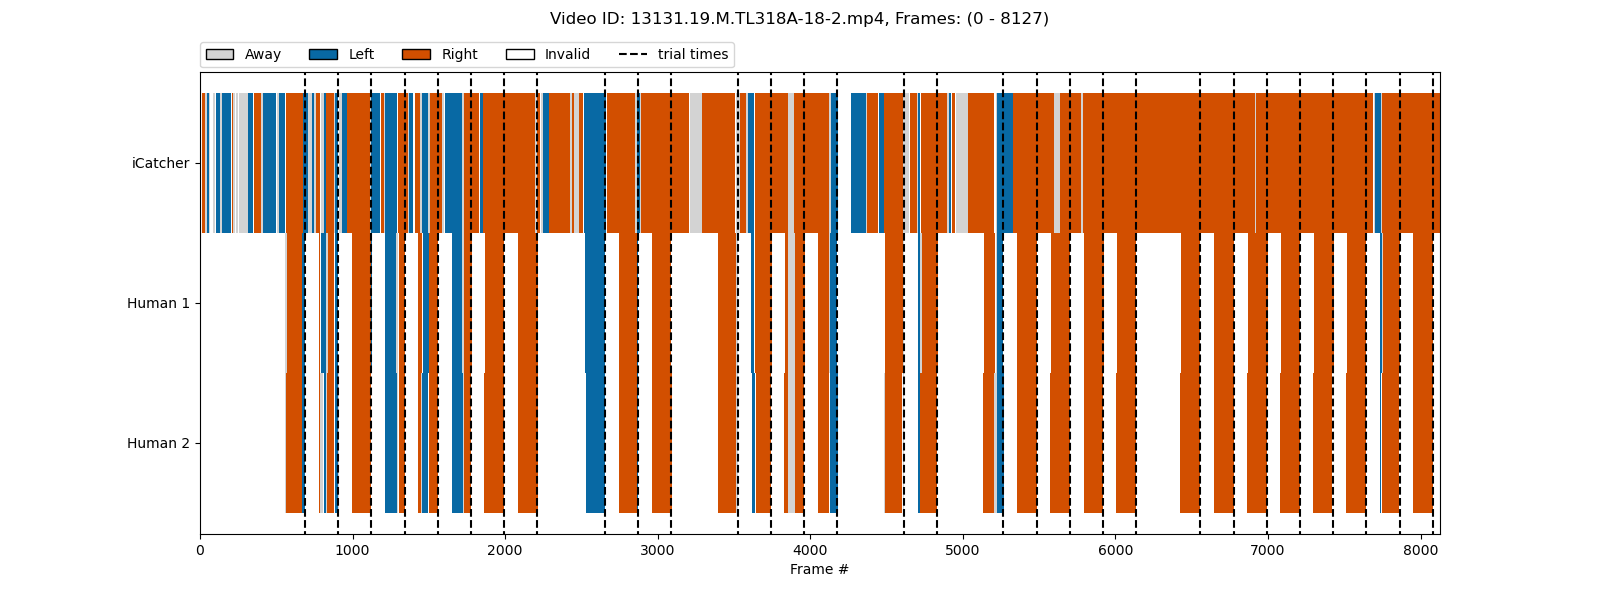 Video ID: 13131.19.M.TL318A-18-2.mp4, Frames: (0 - 8127)
Away Left Right Invalid trial times
iCatcher
Human 1
Human 2
0 1000 2000 3000 4000 5000 6000 7000 8000
Frame #